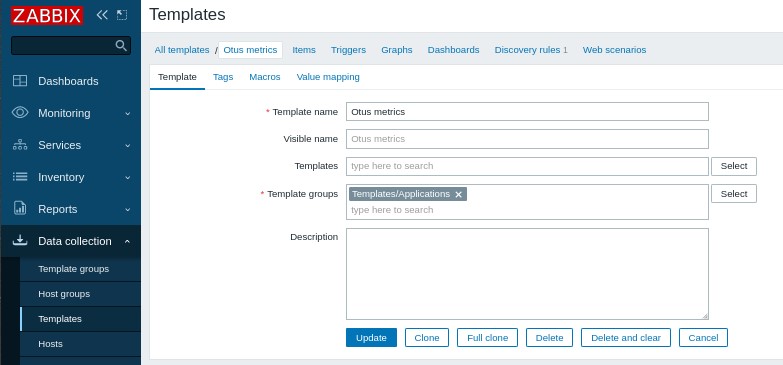 ZABBIX
Dashboards
Monitoring
Services
Inventory
Reports
Data collection
Template groups
Host groups
Templates
Hosts
Templates
All templates / Otus metrics Items Triggers Graphs Dashboards Discovery rules 1 Web scenarios
Template Tags Macros Value mapping
* Template name Otus metrics
Visible name Otus metrics
Templates type here to search Select
* Template groups Templates/Applications Select
type here to search
Description
Update Clone Full clone Delete Delete and clear Cancel